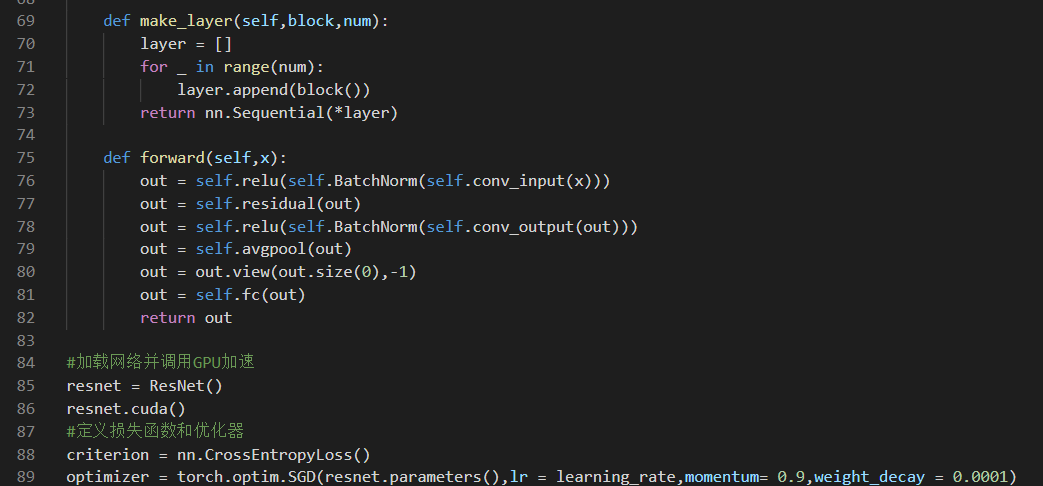 69 def make_layer(self,block,num):
70 layer = []
71 for _ in range(num):
72 layer.append(block())
73 return nn.Sequential(*layer)
74
75 def forward(self,x):
76 out = self.relu(self.BatchNorm(self.conv_input(x)))
77 out = self.residual(out)
78 out = self.relu(self.BatchNorm(self.conv_output(out)))
79 out = self.avgpool(out)
80 out = out.view(out.size(0),-1)
81 out = self.fc(out)
82 return out
83
84 #加载网络并调用GPU加速
85 resnet = ResNet()
86 resnet.cuda()
87 #定义损失函数和优化器
88 criterion = nn.CrossEntropyLoss()
89 optimizer = torch.optim.SGD(resnet.parameters(),lr = learning_rate,momentum= 0.9,weight_decay = 0.0001)